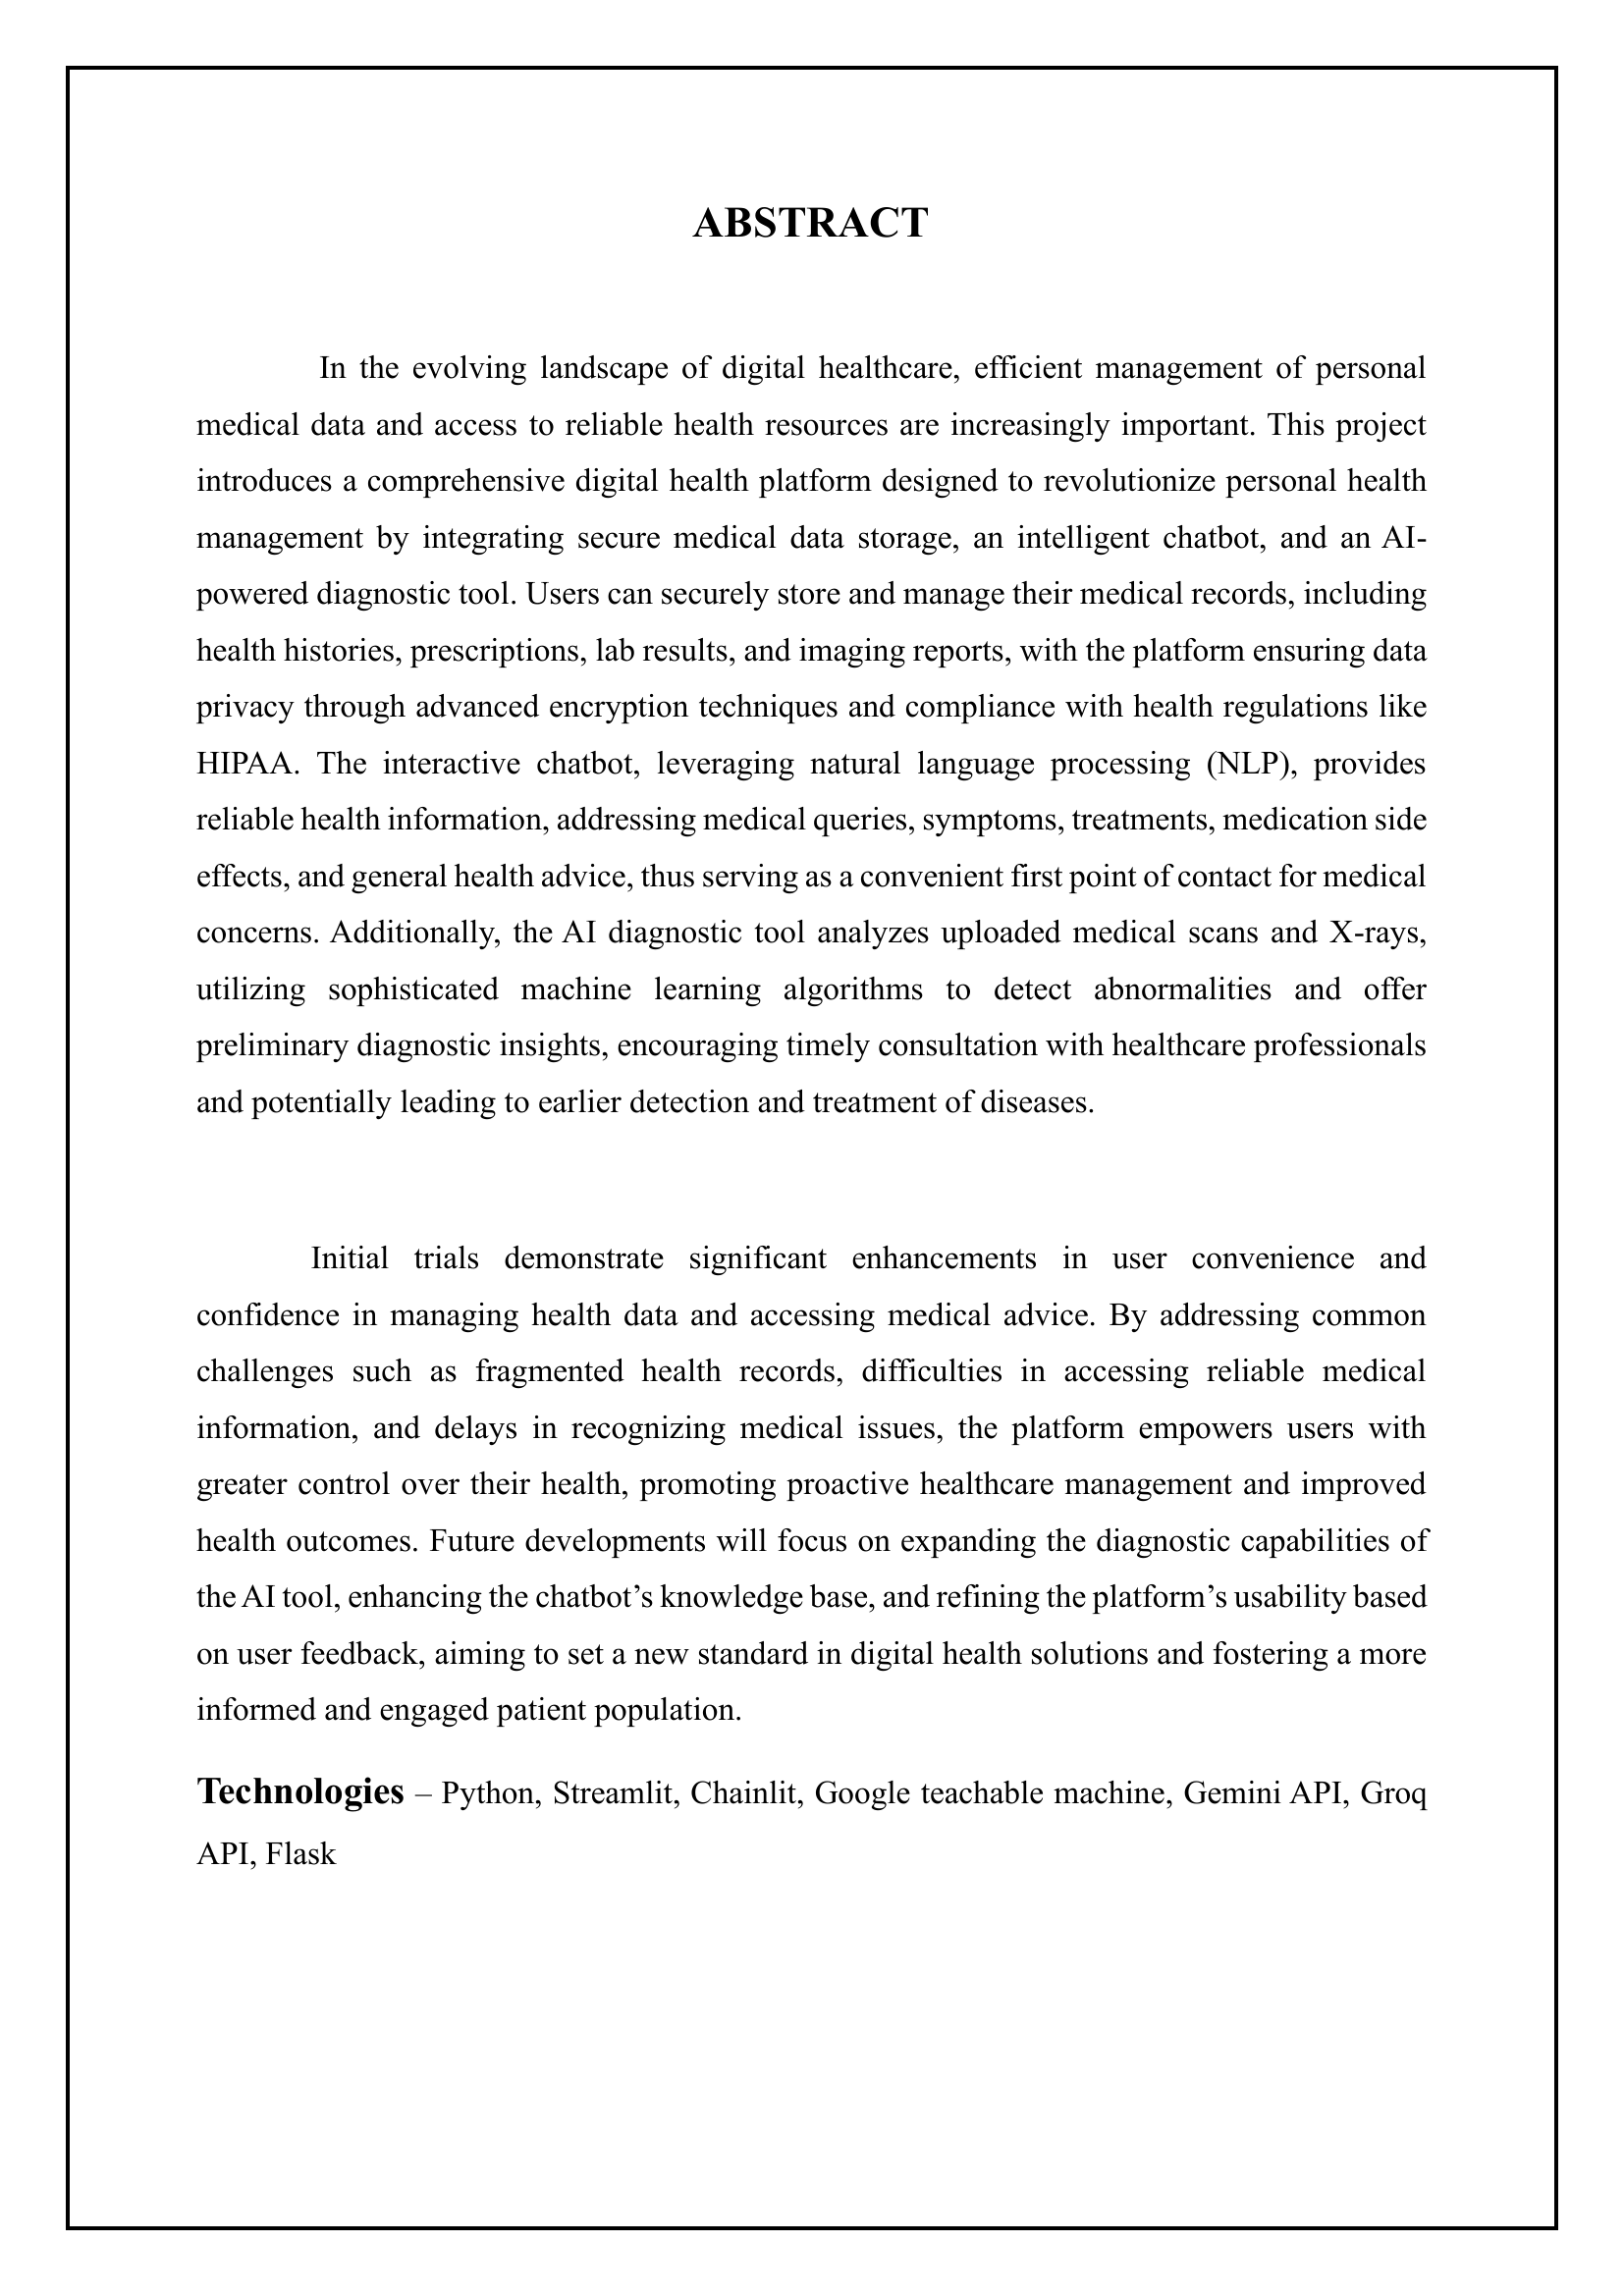 ABSTRACT
In the evolving landscape of digital healthcare, efficient management of personal
medical data and access to reliable health resources are increasingly important. This project
introduces a comprehensive digital health platform designed to revolutionize personal health
management by integrating secure medical data storage, an intelligent chatbot, and an AI-
powered diagnostic tool. Users can securely store and manage their medical records, including
health histories, prescriptions, lab results, and imaging reports, with the platform ensuring data
privacy through advanced encryption techniques and compliance with health regulations like
HIPAA. The interactive chatbot, leveraging natural language processing (NLP), provides
reliable health information, addressing medical queries, symptoms, treatments, medication side
effects, and general health advice, thus serving as a convenient first point of contact for medical
concerns. Additionally, the AI diagnostic tool analyzes uploaded medical scans and X-rays,
utilizing sophisticated machine learning algorithms to detect abnormalities and offer
preliminary diagnostic insights, encouraging timely consultation with healthcare professionals
and potentially leading to earlier detection and treatment of diseases.
Initial trials demonstrate significant enhancements in user convenience and
confidence in managing health data and accessing medical advice. By addressing common
challenges such as fragmented health records, difficulties in accessing reliable medical
information, and delays in recognizing medical issues, the platform empowers users with
greater control over their health, promoting proactive healthcare management and improved
health outcomes. Future developments will focus on expanding the diagnostic capabilities of
the AI tool, enhancing the chatbot’s knowledge base, and refining the platform’s usability based
on user feedback, aiming to set a new standard in digital health solutions and fostering a more
informed and engaged patient population.
Technologies – Python, Streamlit, Chainlit, Google teachable machine, Gemini API, Groq
API, Flask